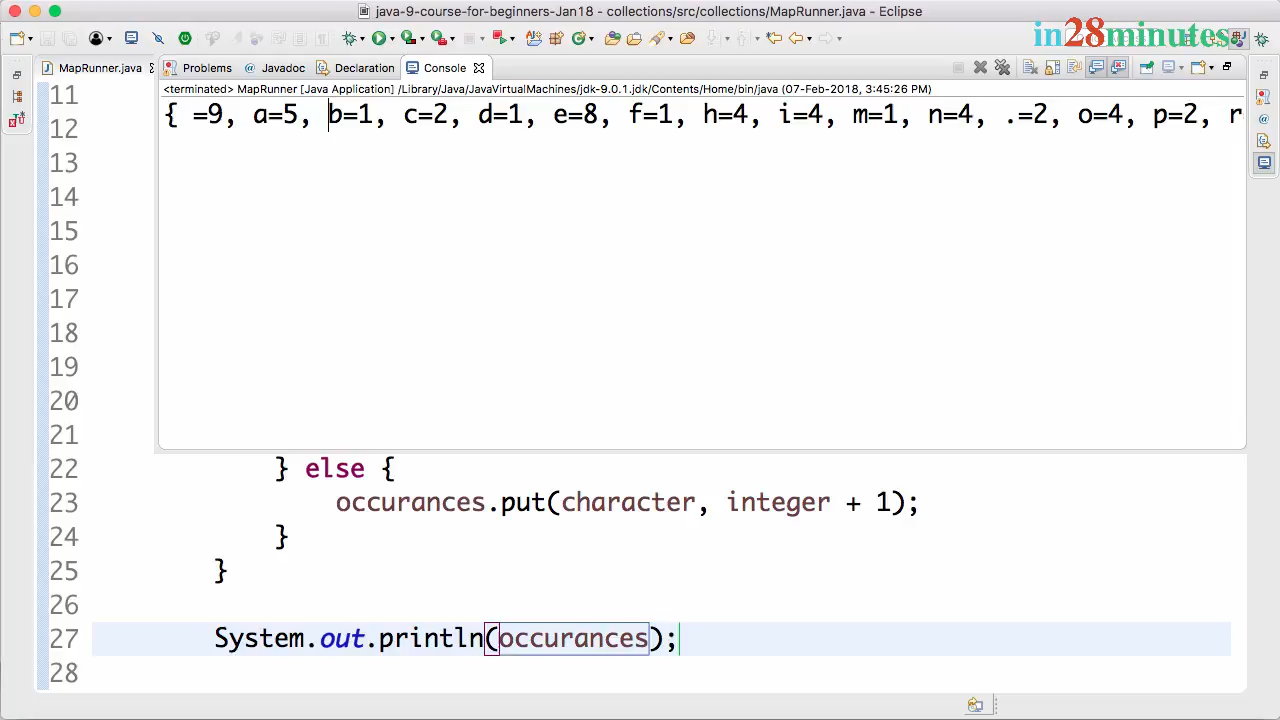 java-9-course-for-beginners-Jan18 - collections/src/collections/MapRunner.java - Eclipse
in28minutes
MapRunner.java
Problems @ Javadoc Declaration Console
<terminated> MapRunner [Java Application] /Library/Java/JavaVirtualMachines/jdk-9.0.1.jdk/Contents/Home/bin/java (07-Feb-2018, 3:45:26 PM)
{ =9, a=5, b=1, c=2, d=1, e=8, f=1, h=4, i=4, m=1, n=4, .=2, o=4, p=2, r
11
12
13
14
15
16
17
18
19
20
21
22 } else {
23 occurances.put(character, integer + 1);
24 }
25 }
26
27 System.out.println(occurances);
28